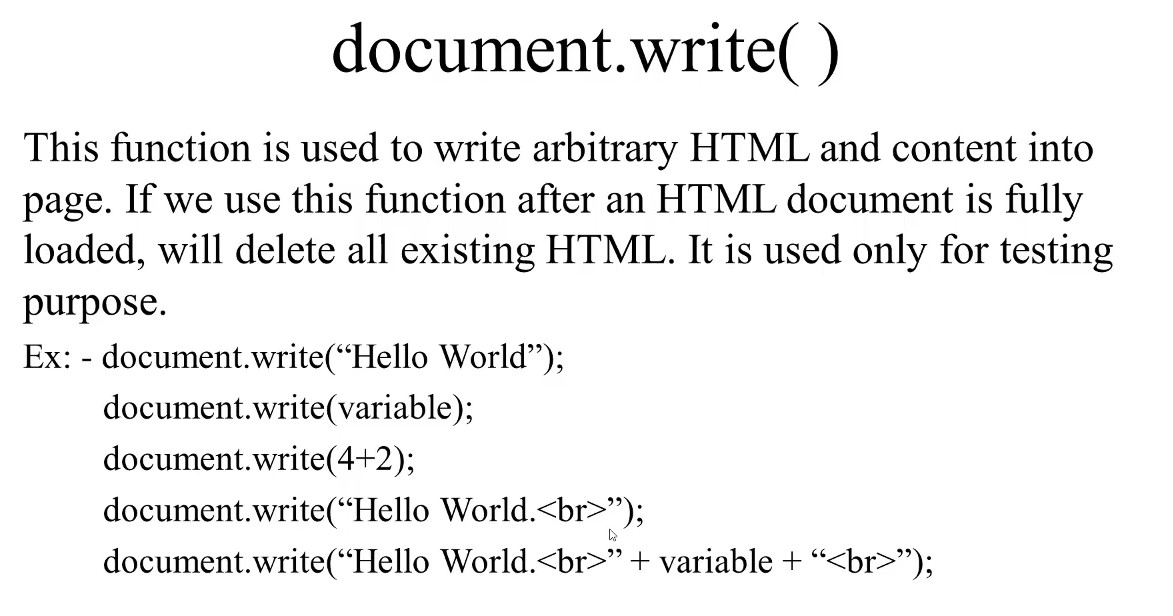 document.write( )
This function is used to write arbitrary HTML and content into
page. If we use this function after an HTML document is fully
loaded, will delete all existing HTML. It is used only for testing
purpose.
Ex: - document.write(“Hello World”);
document.write(variable);
document.write(4+2);
document.write(“Hello World.<br>”);
document.write(“Hello World.<br>” + variable + “<br>”);